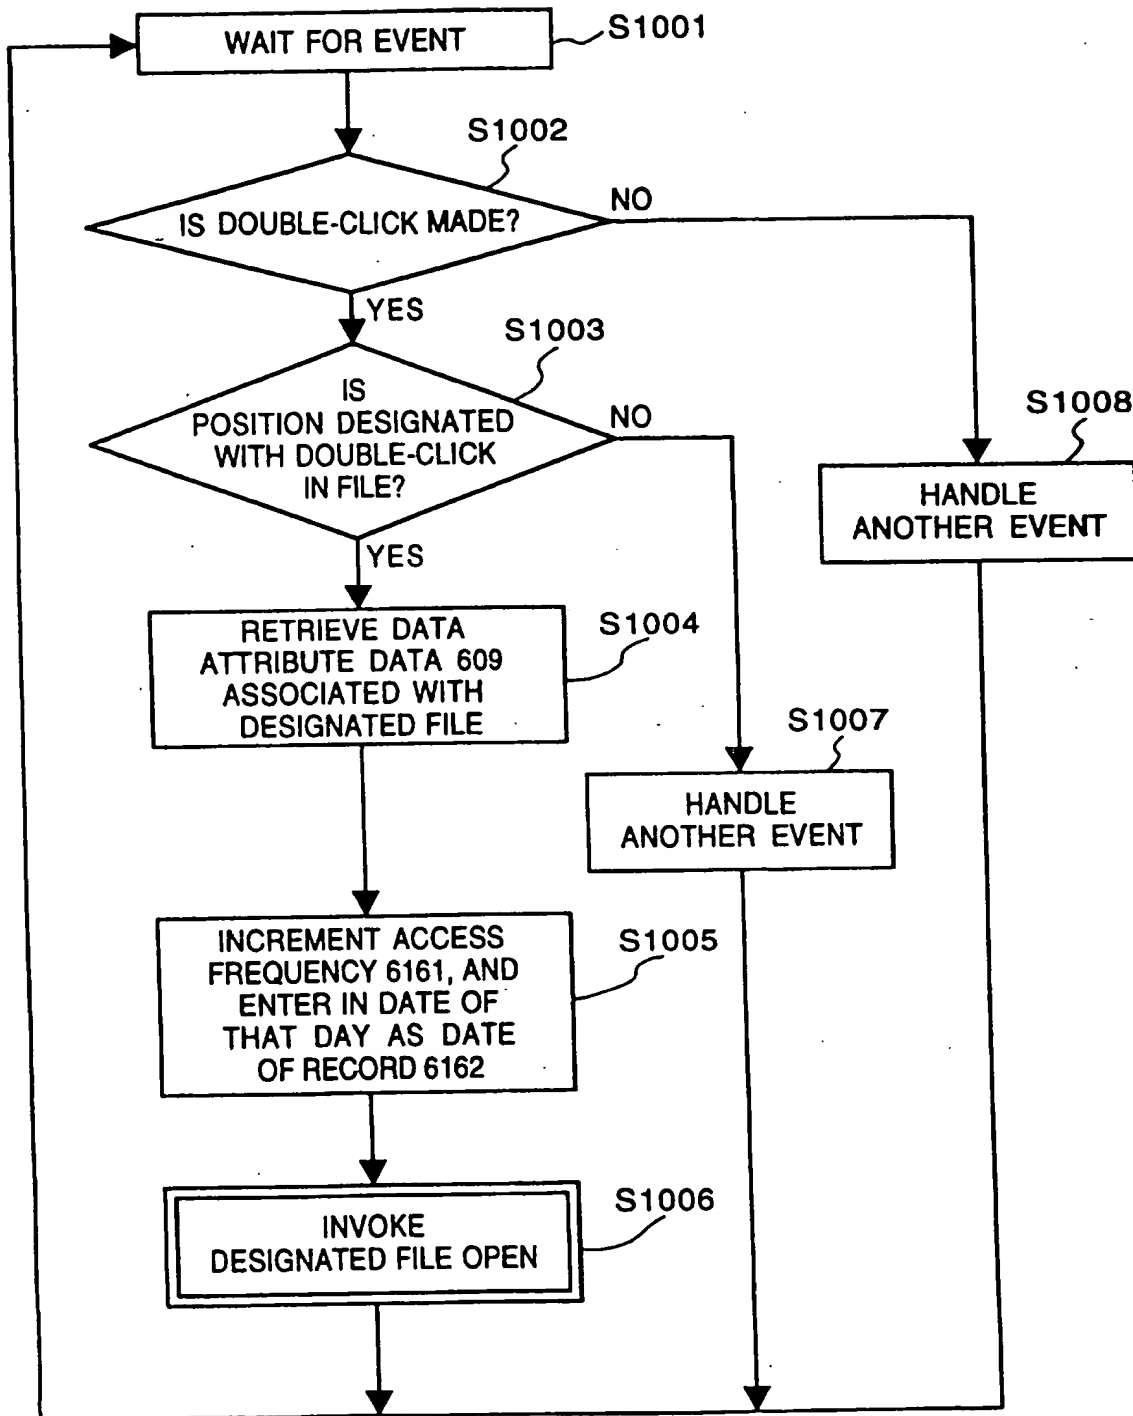 WAIT FOR EVENT
S1001
S1002
IS DOUBLE-CLICK MADE?
NO
YES
S1003
IS
POSITION DESIGNATED
WITH DOUBLE-CLICK
IN FILE?
NO
YES
S1008
HANDLE
ANOTHER EVENT
RETRIEVE DATA
ATTRIBUTE DATA 609
ASSOCIATED WITH
DESIGNATED FILE
S1004
S1007
HANDLE
ANOTHER EVENT
INCREMENT ACCESS
FREQUENCY 6161, AND
ENTER IN DATE OF
THAT DAY AS DATE
OF RECORD 6162
S1005
INVOKE
DESIGNATED FILE OPEN
S1006